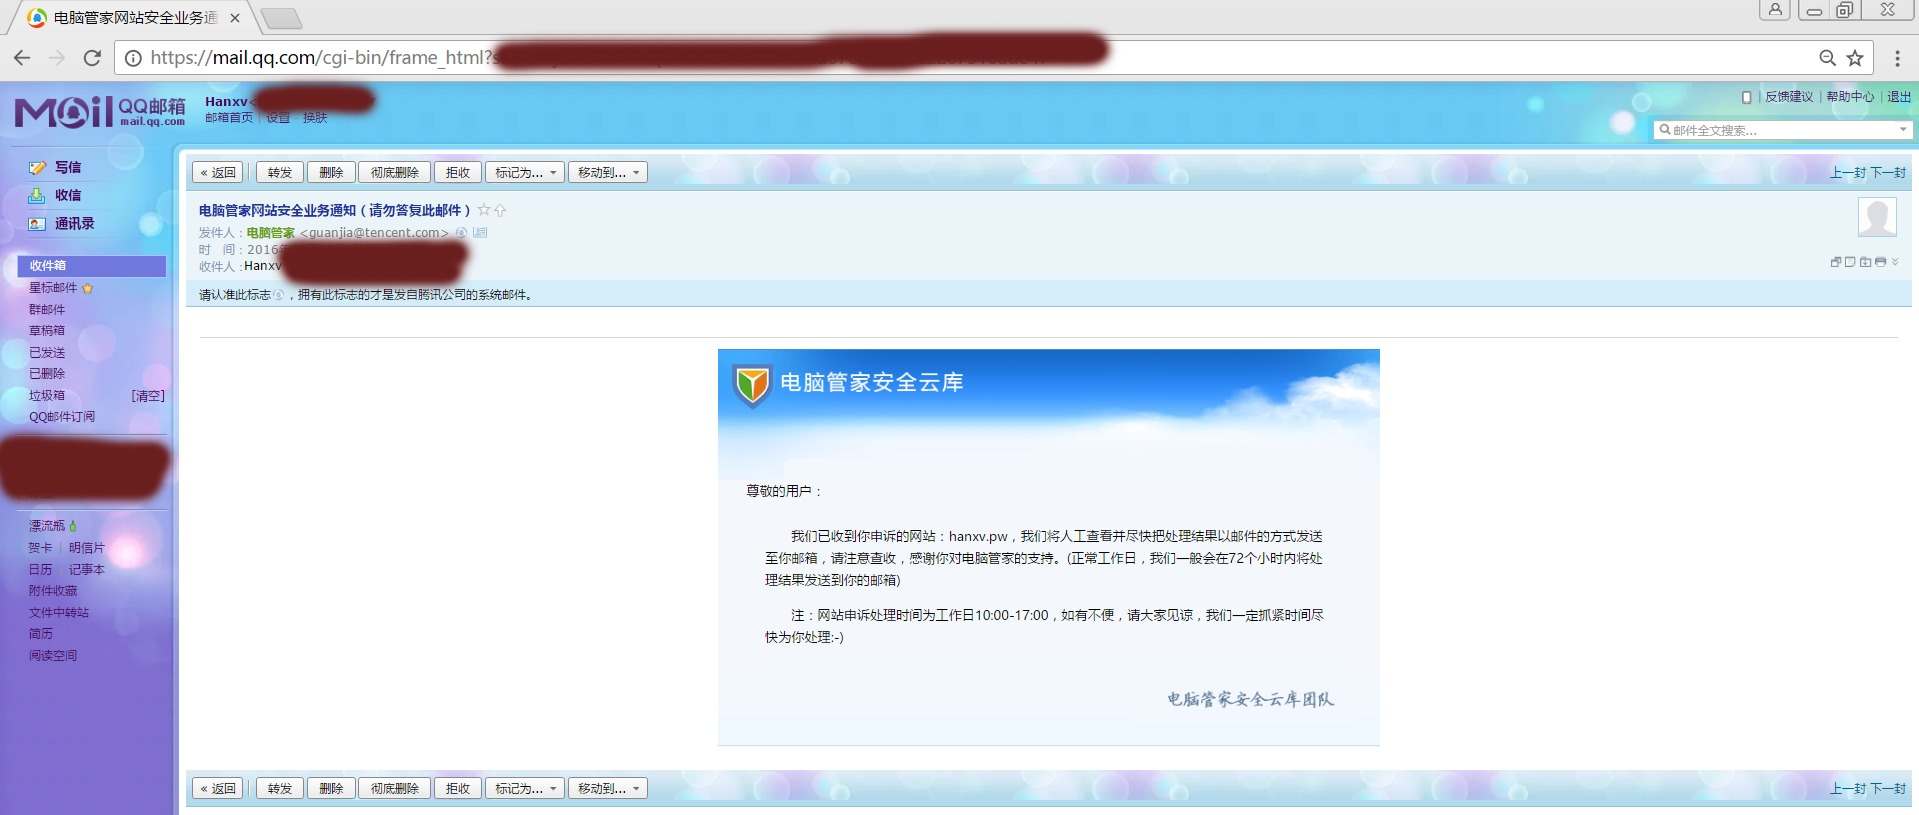 电脑管家网站安全业务通
https://mail.qq.com/cgi-bin/frame_html?
Mail QQ邮箱
mail.qq.com
Hanxv
邮箱首页 | 设置 - 换肤
| 反馈建议 | 帮助中心 | 退出
邮件全文搜索...
写信
收信
通讯录
收件箱
星标邮件
群邮件
草稿箱
已发送
已删除
垃圾箱 [清空]
QQ邮件订阅
漂流瓶
贺卡 | 明信片
日历 记事本
附件收藏
文件中转站
简历
阅读空间
« 返回 转发 删除 彻底删除 拒收 标记为... 移动到... 上一封 下一封
电脑管家网站安全业务通知（请勿答复此邮件）
发件人：电脑管家 <guanjia@tencent.com>
时 间：2016
收件人：Hanxv
请认准此标志，拥有此标志的才是发自腾讯公司的系统邮件。
电脑管家安全云库
尊敬的用户：
我们已收到你申诉的网站：hanxv.pw，我们将人工查看并尽快把处理结果以邮件的方式发送
至你邮箱，请注意查收，感谢你对电脑管家的支持。(正常工作日，我们一般会在72个小时内将处
理结果发送到你的邮箱)
注：网站申诉处理时间为工作日10:00-17:00，如有不便，请大家见谅，我们一定抓紧时间尽
快为你处理:-)
电脑管家安全云库团队
« 返回 转发 删除 彻底删除 拒收 标记为... 移动到... 上一封 下一封